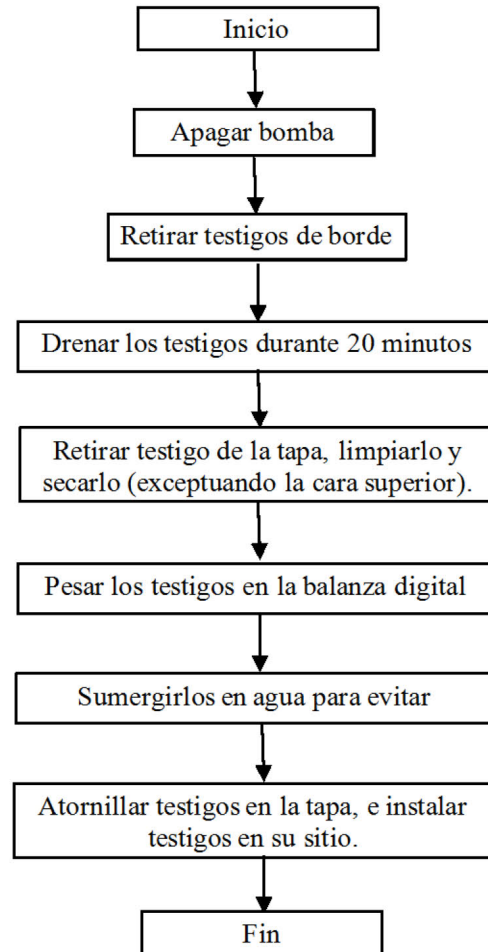 Inicio
Apagar bomba
Retirar testigos de borde
Drenar los testigos durante 20 minutos
Retirar testigo de la tapa, limpiarlo y
secarlo (exceptuando la cara superior).
Pesar los testigos en la balanza digital
Sumergirlos en agua para evitar
Atornillar testigos en la tapa, e instalar
testigos en su sitio.
Fin